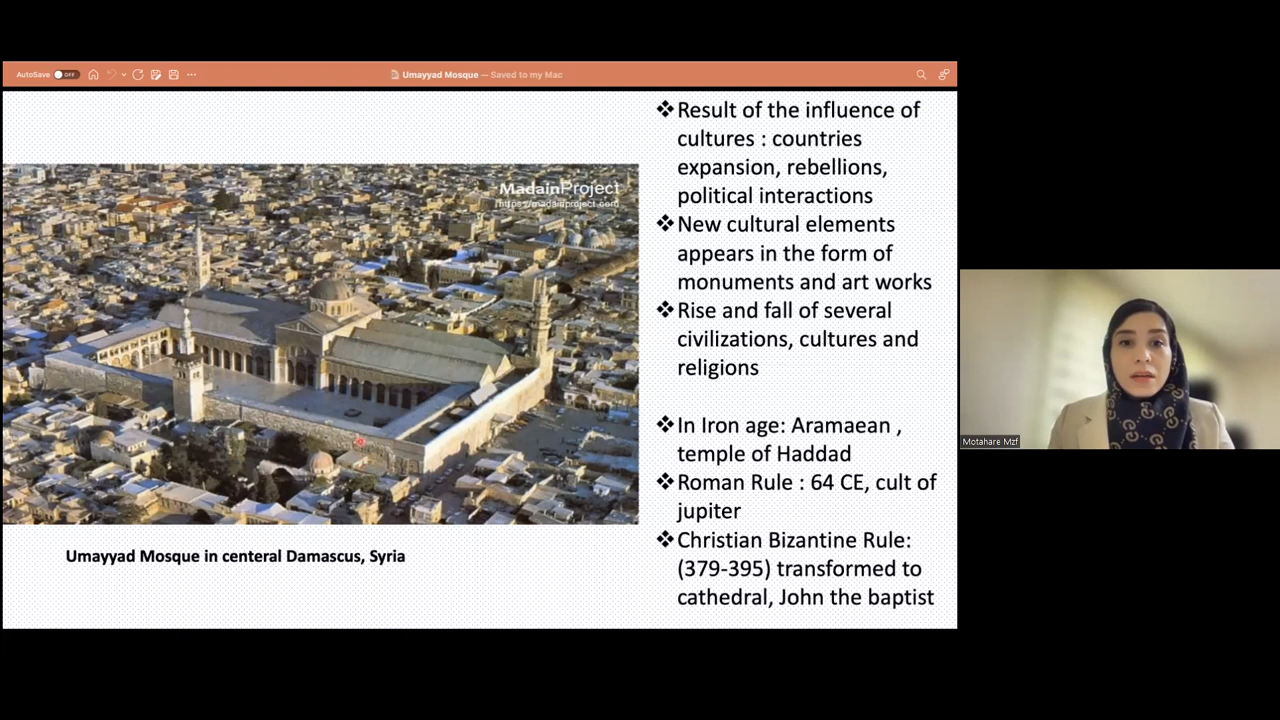 AutoSave OFF
Umayyad Mosque — Saved to my Mac
MadainProject
https://madainproject.com
Umayyad Mosque in centeral Damascus, Syria
❖Result of the influence of
cultures : countries
expansion, rebellions,
political interactions
❖New cultural elements
appears in the form of
monuments and art works
❖Rise and fall of several
civilizations, cultures and
religions
❖In Iron age: Aramaean ,
temple of Haddad
❖Roman Rule : 64 CE, cult of
jupiter
❖Christian Bizantine Rule:
(379-395) transformed to
cathedral, John the baptist
Motahare Mzf